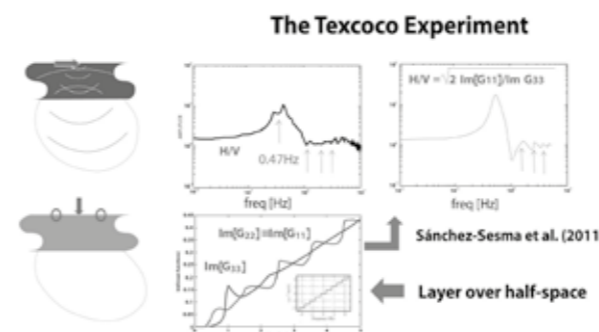 The Texcoco Experiment
H/V = √2 Im[G11]/Im G33
H/V
0.47Hz
freq [Hz]
freq [Hz]
Im[G22]=Im[G11]
Im[G33]
Sánchez-Sesma et al. (2011
Layer over half-space